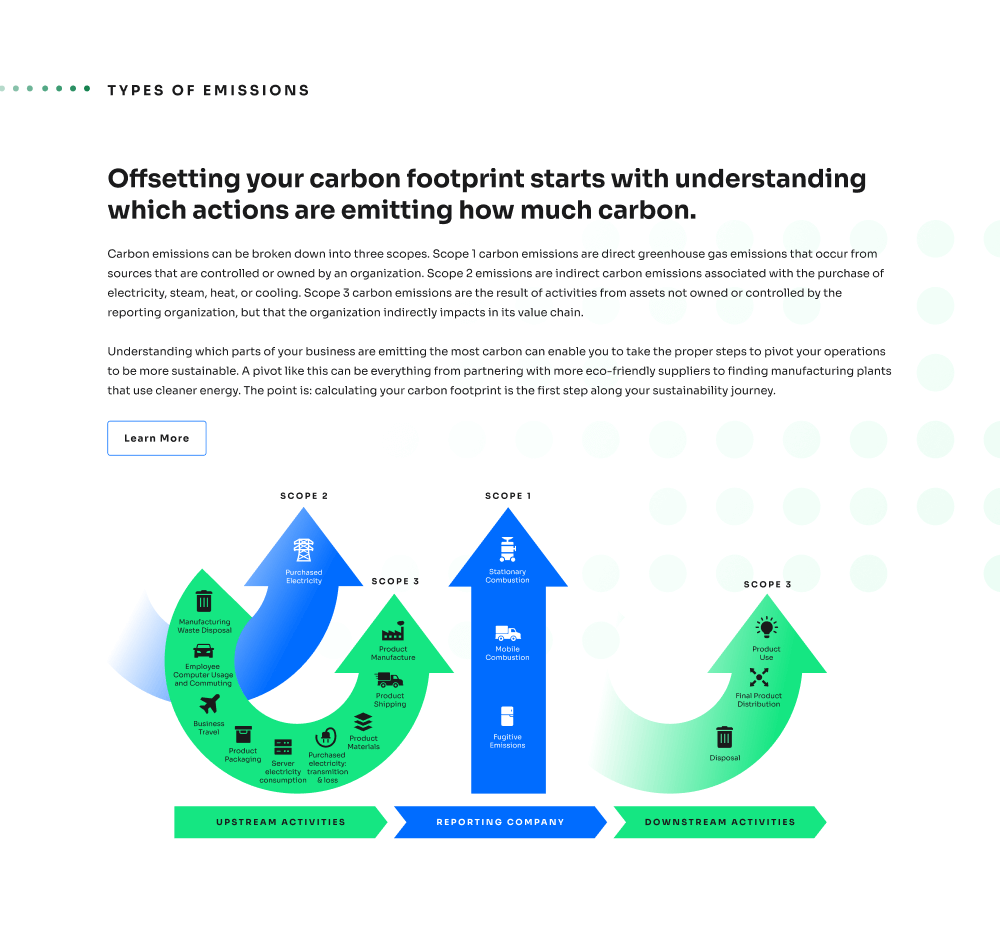 TYPES OF EMISSIONS
Offsetting your carbon footprint starts with understanding
which actions are emitting how much carbon.
Carbon emissions can be broken down into three scopes. Scope 1 carbon emissions are direct greenhouse gas emissions that occur from
sources that are controlled or owned by an organization. Scope 2 emissions are indirect carbon emissions associated with the purchase of
electricity, steam, heat, or cooling. Scope 3 carbon emissions are the result of activities from assets not owned or controlled by the
reporting organization, but that the organization indirectly impacts in its value chain.
Understanding which parts of your business are emitting the most carbon can enable you to take the proper steps to pivot your operations
to be more sustainable. A pivot like this can be everything from partnering with more eco-friendly suppliers to finding manufacturing plants
that use cleaner energy. The point is: calculating your carbon footprint is the first step along your sustainability journey.
Learn More
SCOPE 2
Purchased
Electricity
SCOPE 3
Manufacturing
Waste Disposal
Employee
Computer Usage
and Commuting
Business
Travel
Product
Packaging
Server
electricity
consumption
Purchased
electricity:
transmition
& loss
Product
Materials
Product
Shipping
Product
Manufacture
SCOPE 1
Stationary
Combustion
Mobile
Combustion
Fugitive
Emissions
SCOPE 3
Product
Use
Final Product
Distribution
Disposal
UPSTREAM ACTIVITIES
REPORTING COMPANY
DOWNSTREAM ACTIVITIES